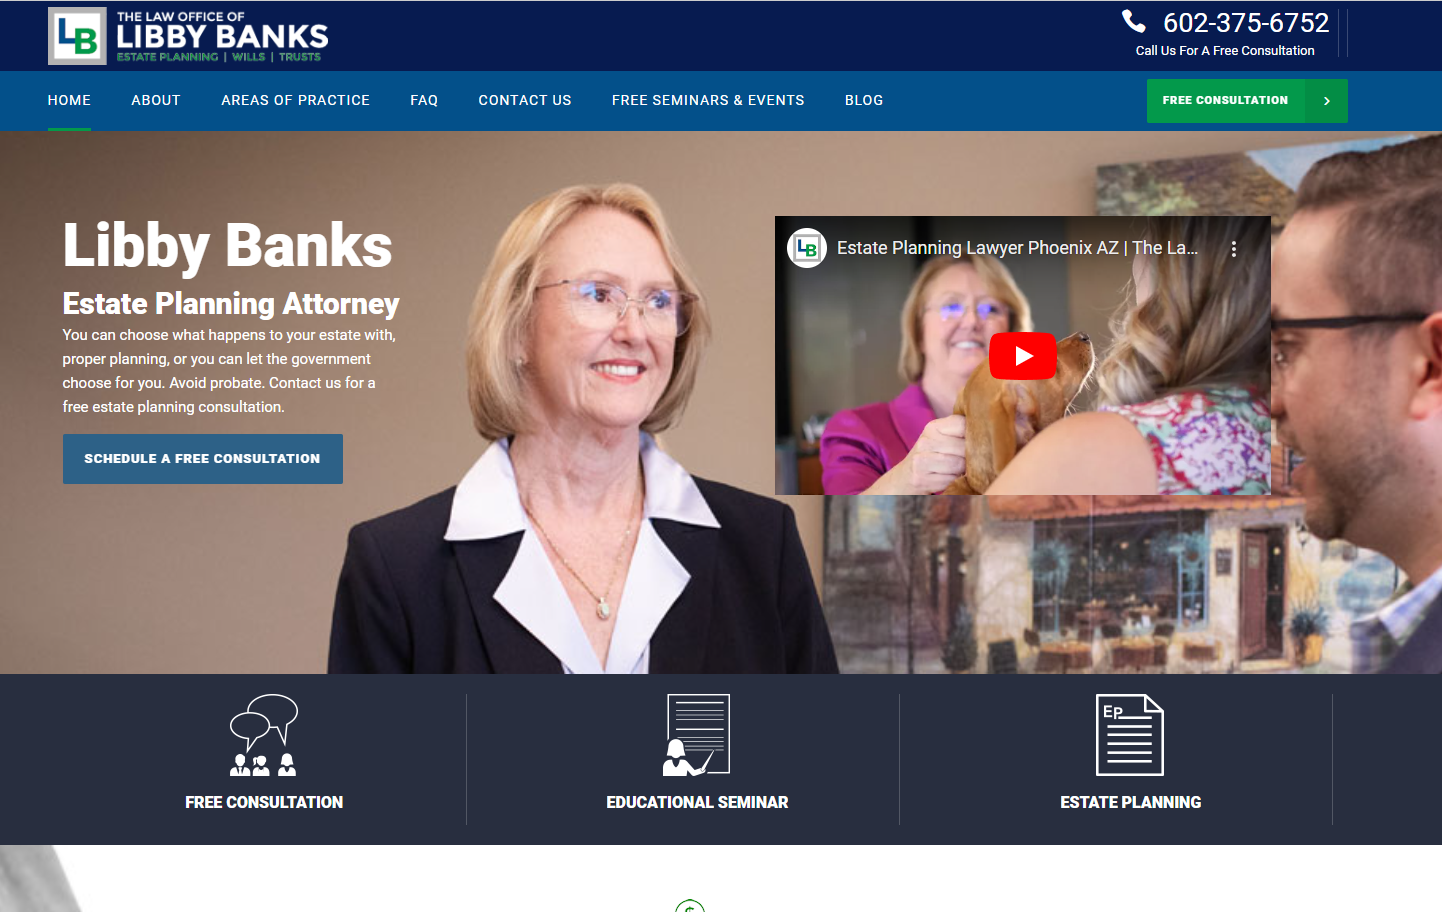 THE LAW OFFICE OF
LIBBY BANKS
ESTATE PLANNING | WILLS | TRUSTS
LB
602-375-6752
Call Us For A Free Consultation
HOME
ABOUT
AREAS OF PRACTICE
FAQ
CONTACT US
FREE SEMINARS & EVENTS
BLOG
FREE CONSULTATION
Libby Banks
Estate Planning Attorney
You can choose what happens to your estate with,
proper planning, or you can let the government
choose for you. Avoid probate. Contact us for a
free estate planning consultation.
SCHEDULE A FREE CONSULTATION
LB
Estate Planning Lawyer Phoenix AZ | The La...
FREE CONSULTATION
EDUCATIONAL SEMINAR
EP
ESTATE PLANNING